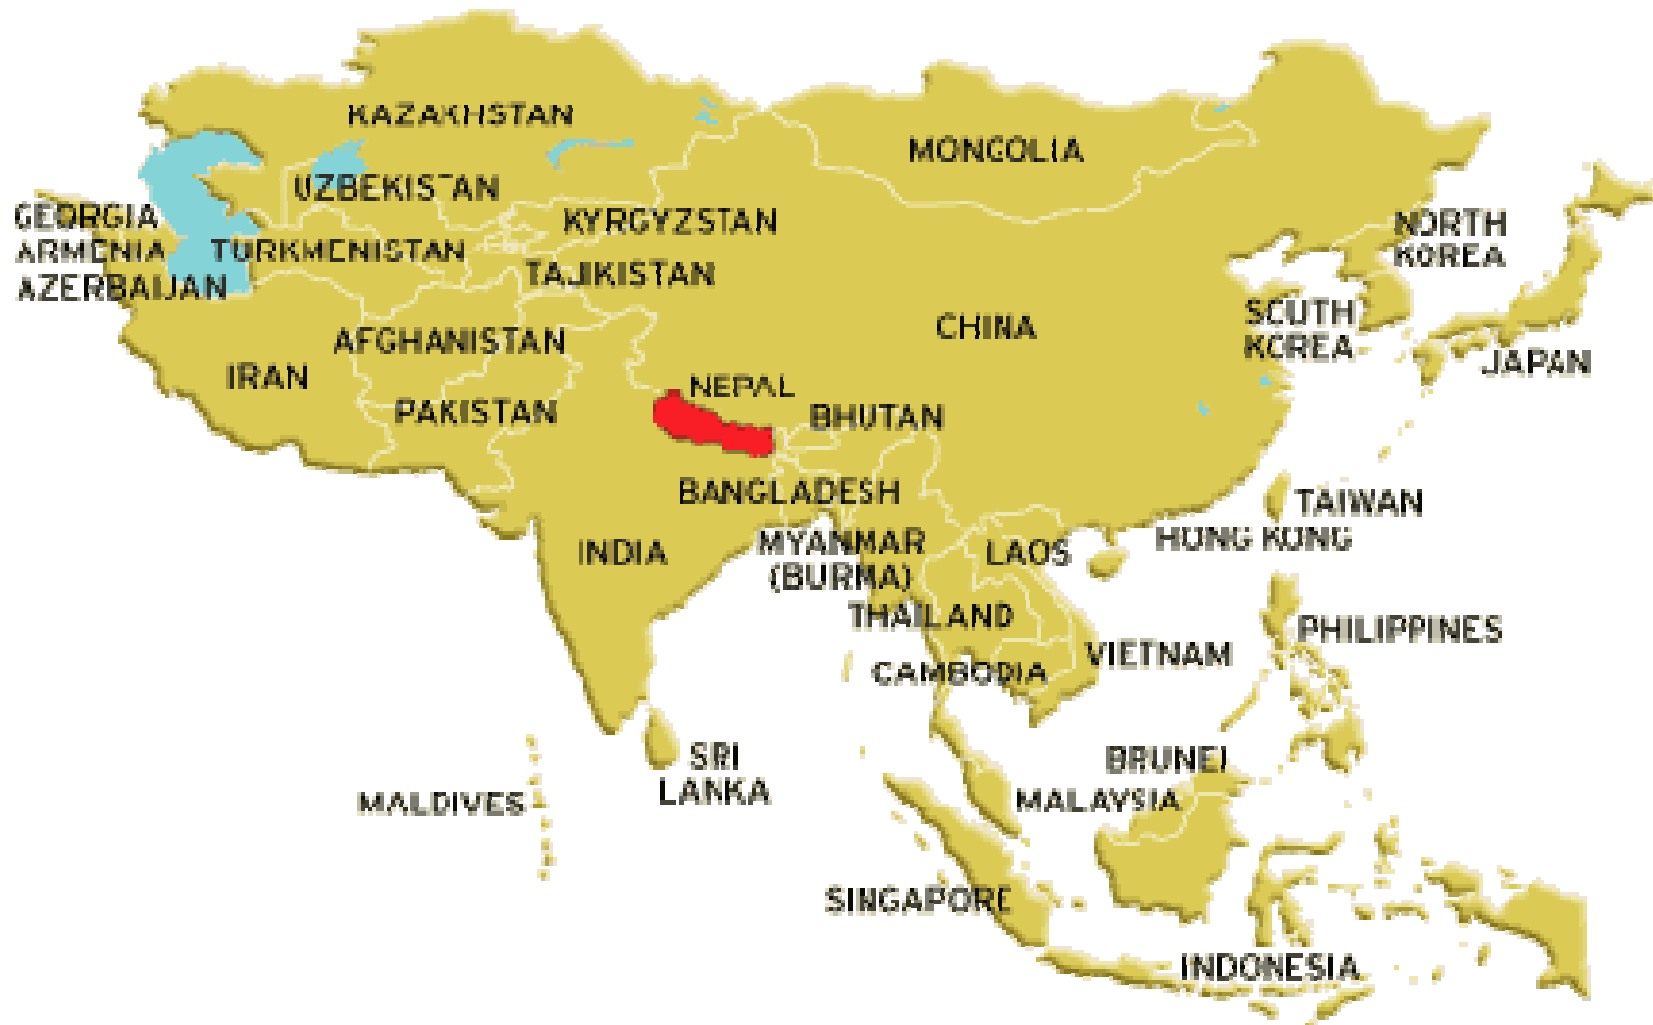 KAZAKHSTAN
MONGOLIA
UZBEKISTAN
GEORGIA
KYRGYZSTAN
NORTH
KOREA
ARMENIA
TURKMENISTAN
TAJIKISTAN
AZERBAIJAN
SOUTH
KOREA
CHINA
AFGHANISTAN
JAPAN
IRAN
NEPAL
PAKISTAN
BHUTAN
BANGLADESH
TAIWAN
HONG KONG
INDIA
MYANMAR
(BURMA)
LAOS
THAILAND
PHILIPPINES
VIETNAM
CAMBODIA
SRI
LANKA
BRUNEI
MALDIVES
MALAYSIA
SINGAPORE
INDONESIA